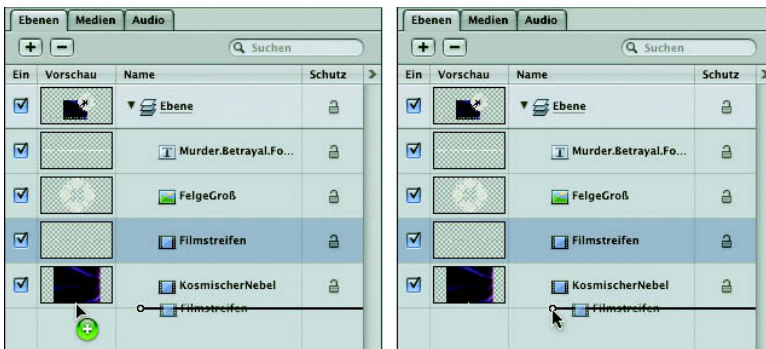 Ebenen Medien Audio
Suchen
Ein Vorschau Name Schutz
Ebene
Murder.Betrayal.Fo...
FelgeGroß
Filmstreifen
KosmischerNebel
Filmstreifen
Ebenen Medien Audio
Suchen
Ein Vorschau Name Schutz
Ebene
Murder.Betrayal.Fo...
FelgeGroß
Filmstreifen
KosmischerNebel
Filmstreifen